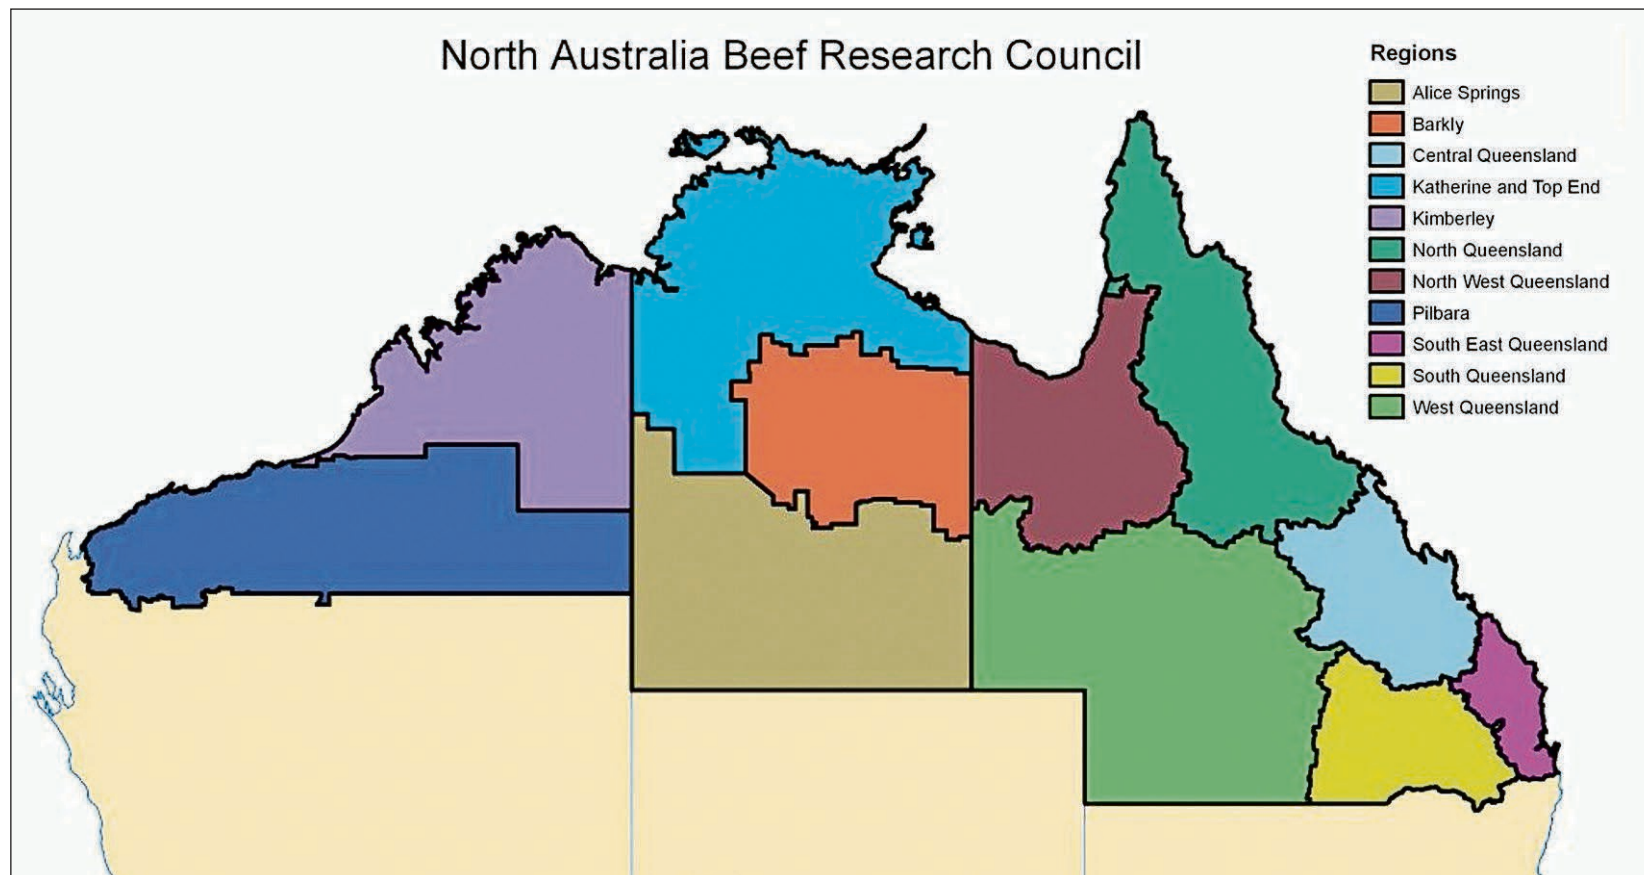 North Australia Beef Research Council
Regions
Alice Springs
Barkly
Central Queensland
Katherine and Top End
Kimberley
North Queensland
North West Queensland
Pilbara
South East Queensland
South Queensland
West Queensland